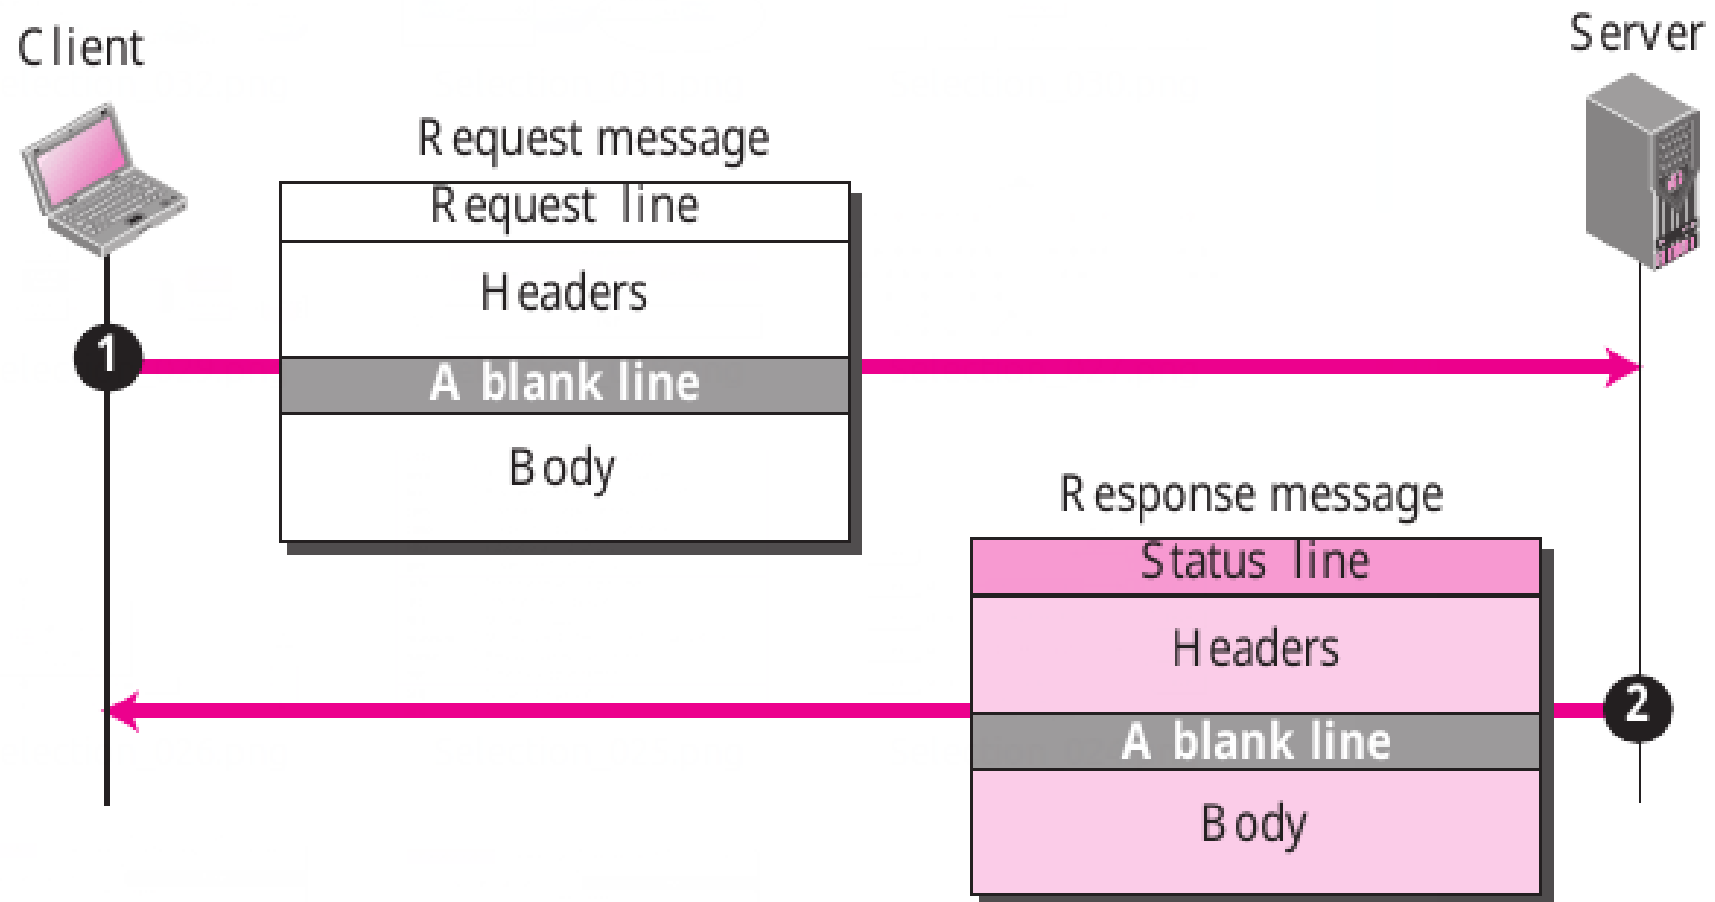 Client
Server
Request message
Request line
Headers
1
A blank line
Body
Response message
Status line
Headers
2
A blank line
Body